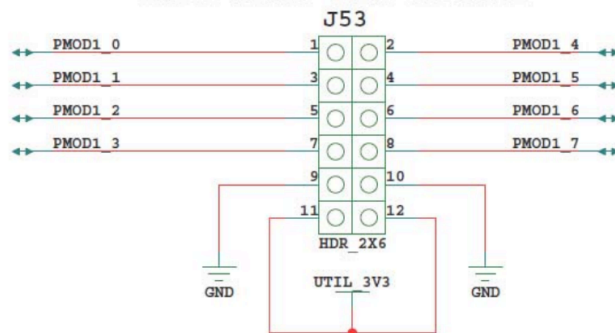 J53
PMOD1_0 1 2 PMOD1_4
PMOD1_1 3 4 PMOD1_5
PMOD1_2 5 6 PMOD1_6
PMOD1_3 7 8 PMOD1_7
9 10
11 12
HDR_2X6
UTIL_3V3
GND GND